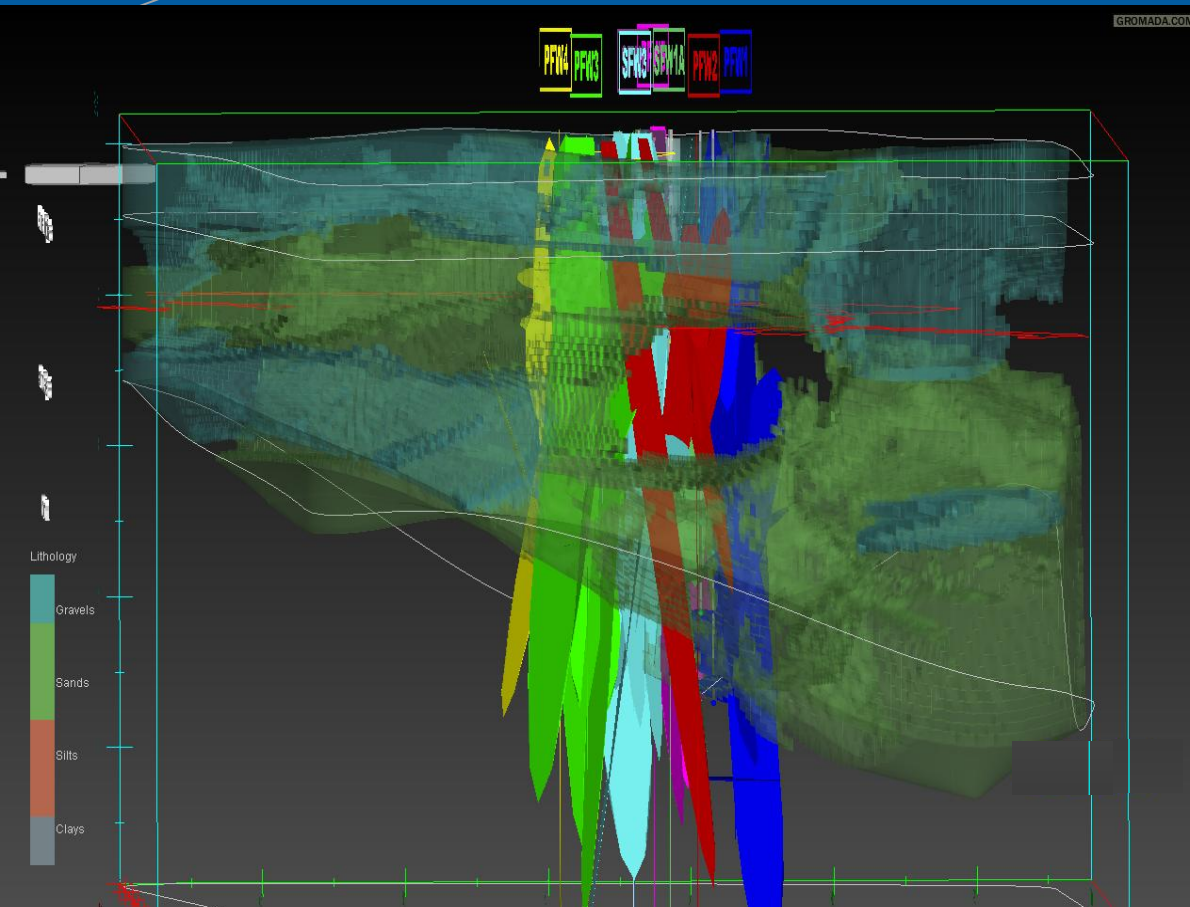 GROMADA.COM
PFW4
PFW3
SFW3
SFW1A
PFW2
PFW1
Lithology
Gravels
Sands
Silts
Clays